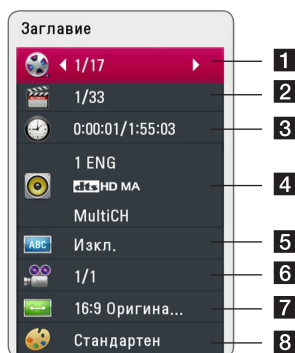 Заглавие
1/17 1
1/33 2
0:00:01/1:55:03 3
1 ENG
dts HD MA 4
MultiCH
ABC Изкл. 5
1/1 6
16:9 Оригина... 7
Стандартен 8